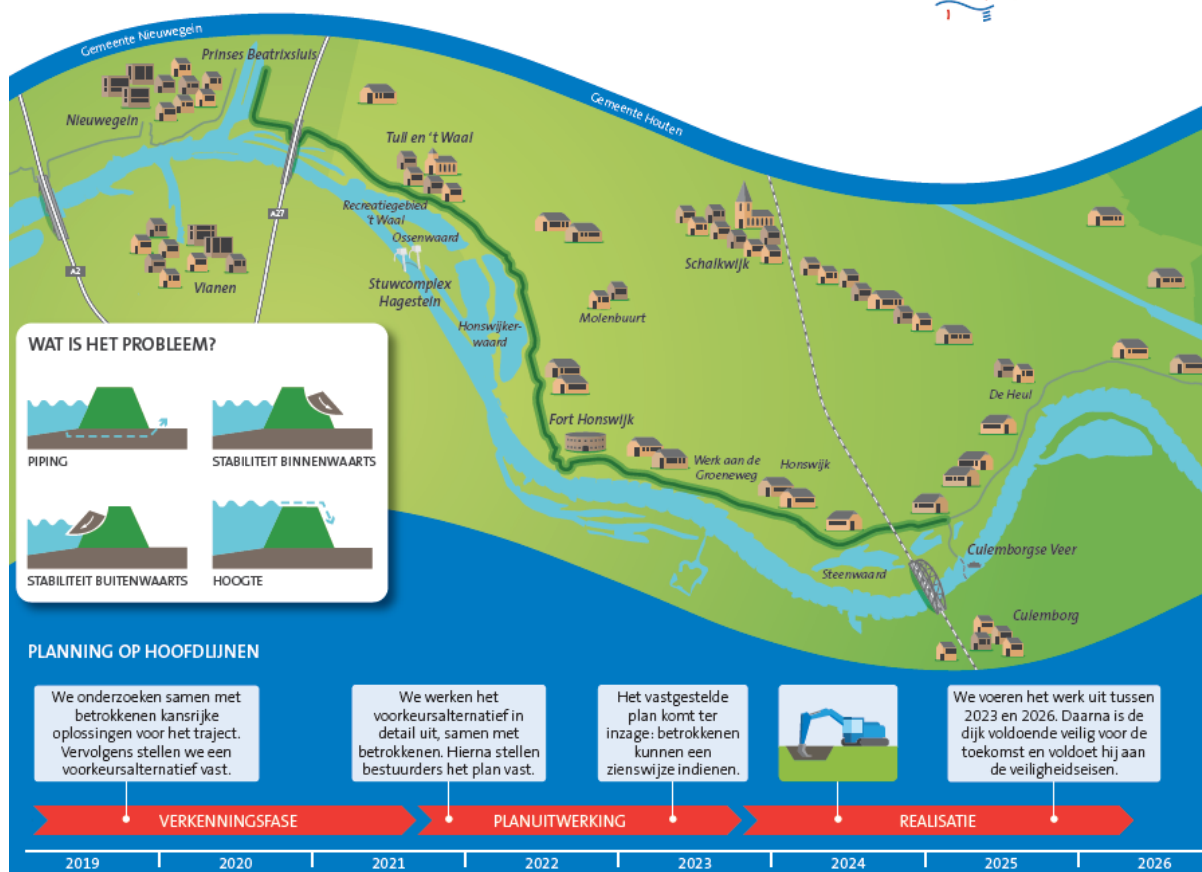 Gemeente Nieuwegein
Prinses Beatrixsluis
Gemeente Houten
Nieuwegein
Tull en ‘t Waal
Recreatiegebied
't Waal
A27
Ossenwaard
A2
Vianen
Stuwcomplex
Hagestein
Schalkwijk
Molenbuurt
Honswijker-
waard
WAT IS HET PROBLEEM?
PIPING
STABILITEIT BINNENWAARTS
STABILITEIT BUITENWAARTS
HOOGTE
De Heul
Fort Honswijk
Werk aan de
Groeneweg
Honswijk
Culemborgse Veer
Steenwaard
Culemborg
PLANNING OP HOOFDLIJNEN
We onderzoeken samen met
betrokkenen kansrijke
oplossingen voor het traject.
Vervolgens stellen we een
voorkeursalternatief vast.
We werken het
voorkeursalternatief in
detail uit, samen met
betrokkenen. Hierna stellen
bestuurders het plan vast.
Het vastgestelde
plan komt ter
inzage: betrokkenen
kunnen een
zienswijze indienen.
We voeren het werk uit tussen
2023 en 2026. Daarna is de
dijk voldoende veilig voor de
toekomst en voldoet hij aan
de veiligheidseisen.
VERKENNINGSFASE
PLANUITWERKING
REALISATIE
2019
2020
2021
2022
2023
2024
2025
2026